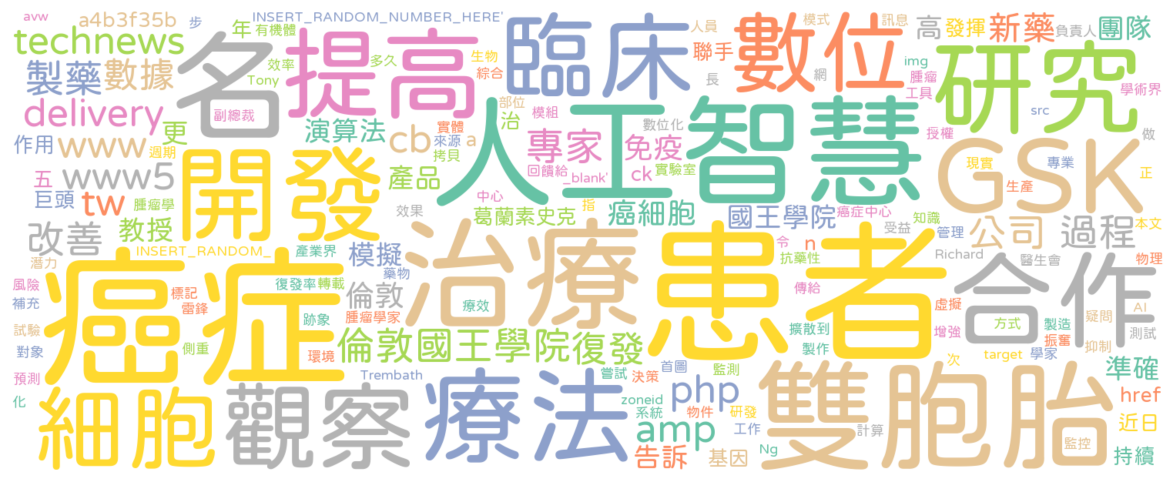 avw
a4b3f35b
步
INSERT_RANDOM_NUMBER_HERE'
人員
模式
訊息
technews
年
有機體
名
提高
臨床
數位
聯手
高
發揮
新藥
負責人
團隊
製藥
數據
效率
Tony
多久
生物
綜合
長
網
img
腫瘤
工具
研究
學術界
delivery
副總裁
更
演算法
實體
部位
模組
治
人工智慧
src
授權
做
作用
www
週期
cb
來源
a
拷貝
數位化
專家
免疫
GSK
現實
專業
正
www5
開發
產品
回饋給
_blank'
ck
實驗室
生產
五
巨頭
tw
腫瘤學
中心
指
葛蘭素史克
癌細胞
國王學院
癌症中心
知識
教授
效果
受益
管理
公司
過程
本文
改善
INSERT_RANDOM_
產業界
模擬
治療
患者
令
n
抗藥性
Richard
醫生會
物理
潛力
癌症
藥物
合作
風險
復發率
轉載
倫敦
傳給
虛擬
AI
補充
標記
雷鋒
療效
疑問
試驗
跡象
腫瘤學家
擴散到
增強
方式
製造
測試
對象
側重
環境
倫敦國王學院
復發
製作
振奮
抑制
預測
Trembath
首圖
監測
次
target
學家
準確
化
細胞
觀察
療法
嘗試
決策
php
雙胞胎
href
zoneid
系統
物件
研發
近日
amp
工作
計算
告訴
基因
Ng
監控
持續